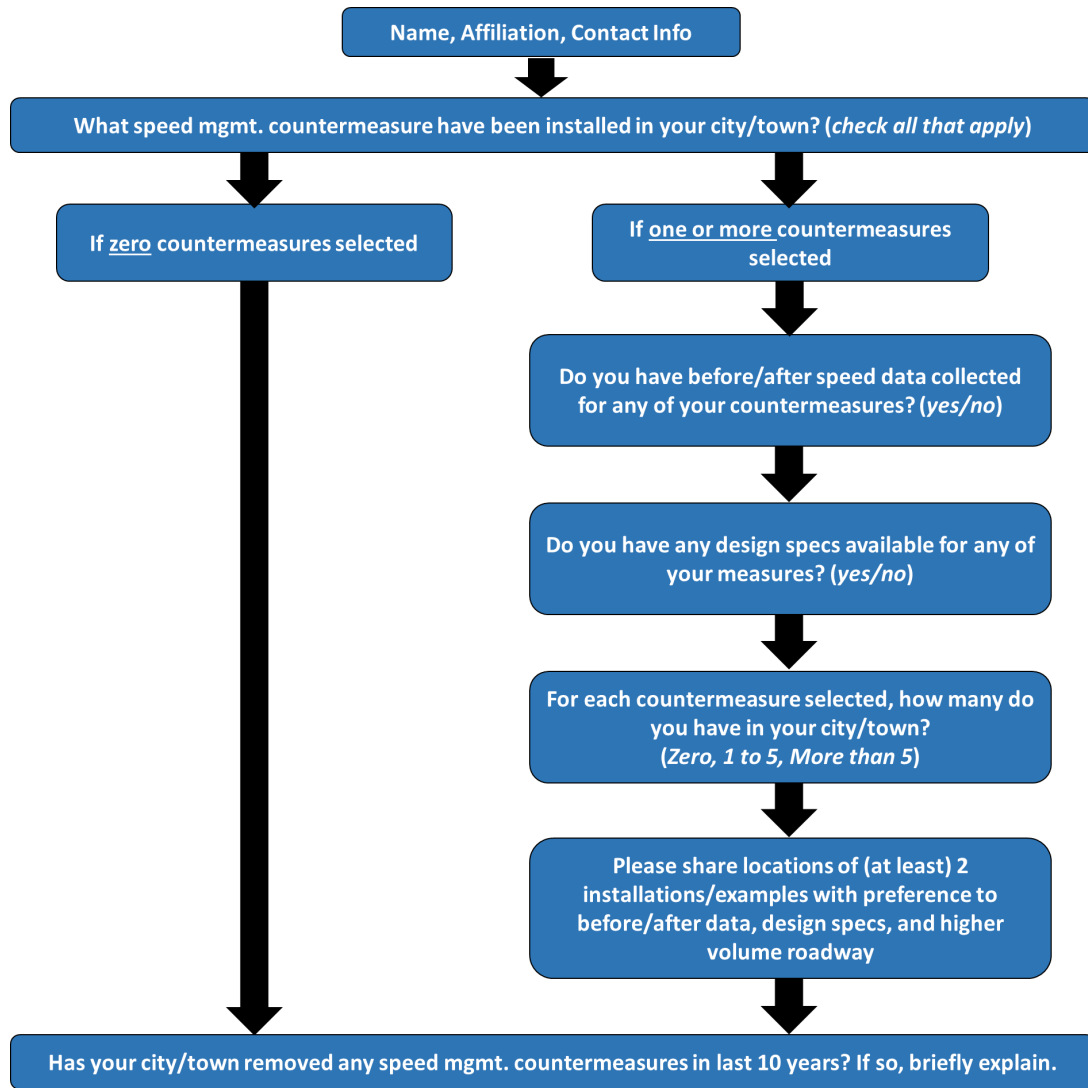 Name, Affiliation, Contact Info
What speed mgmt. countermeasure have been installed in your city/town? (check all that apply)
If zero countermeasures selected
If one or more countermeasures
selected
Do you have before/after speed data collected
for any of your countermeasures? (yes/no)
Do you have any design specs available for any of
your measures? (yes/no)
For each countermeasure selected, how many do
you have in your city/town?
(Zero, 1 to 5, More than 5)
Please share locations of (at least) 2
installations/examples with preference to
before/after data, design specs, and higher
volume roadway
Has your city/town removed any speed mgmt. countermeasures in last 10 years? If so, briefly explain.